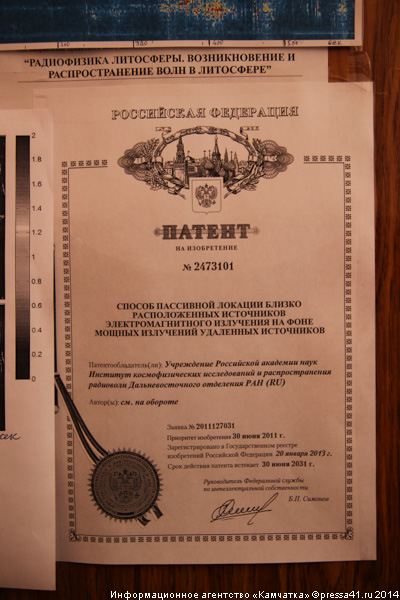 “РАДИОФИЗИКА ЛИТОСФЕРЫ. ВОЗНИКНОВЕНИЕ И
РАСПРОСТРАНЕНИЕ ВОЛН В ЛИТОСФЕРЕ”
РОССИЙСКАЯ ФЕДЕРАЦИЯ
ПАТЕНТ
НА ИЗОБРЕТЕНИЕ
№ 2473101
СПОСОБ ПАССИВНОЙ ЛОКАЦИИ БЛИЗКО
РАСПОЛОЖЕННЫХ ИСТОЧНИКОВ
ЭЛЕКТРОМАГНИТНОГО ИЗЛУЧЕНИЯ НА ФОНЕ
МОЩНЫХ ИЗЛУЧЕНИЙ УДАЛЕННЫХ ИСТОЧНИКОВ
Патентообладатель(ли): Учреждение Российской академии наук
Институт космофизических исследований и распространения
радиоволн Дальневосточного отделения РАН (RU)
Автор(ы): см. на обороте
Заявка № 2011127031
Приоритет изобретения 30 июня 2011 г.
Зарегистрировано в Государственном реестре
изобретений Российской Федерации 20 января 2013 г.
Срок действия патента истекает 30 июня 2031 г.
Руководитель Федеральной службы
по интеллектуальной собственности
Б.П. Симонов
2
1.8
1.6
1.4
1.2
1
0.8
0.6
0.4
0.2
0
сек
Информационное агентство «Камчатка» ©pressa41.ru2014